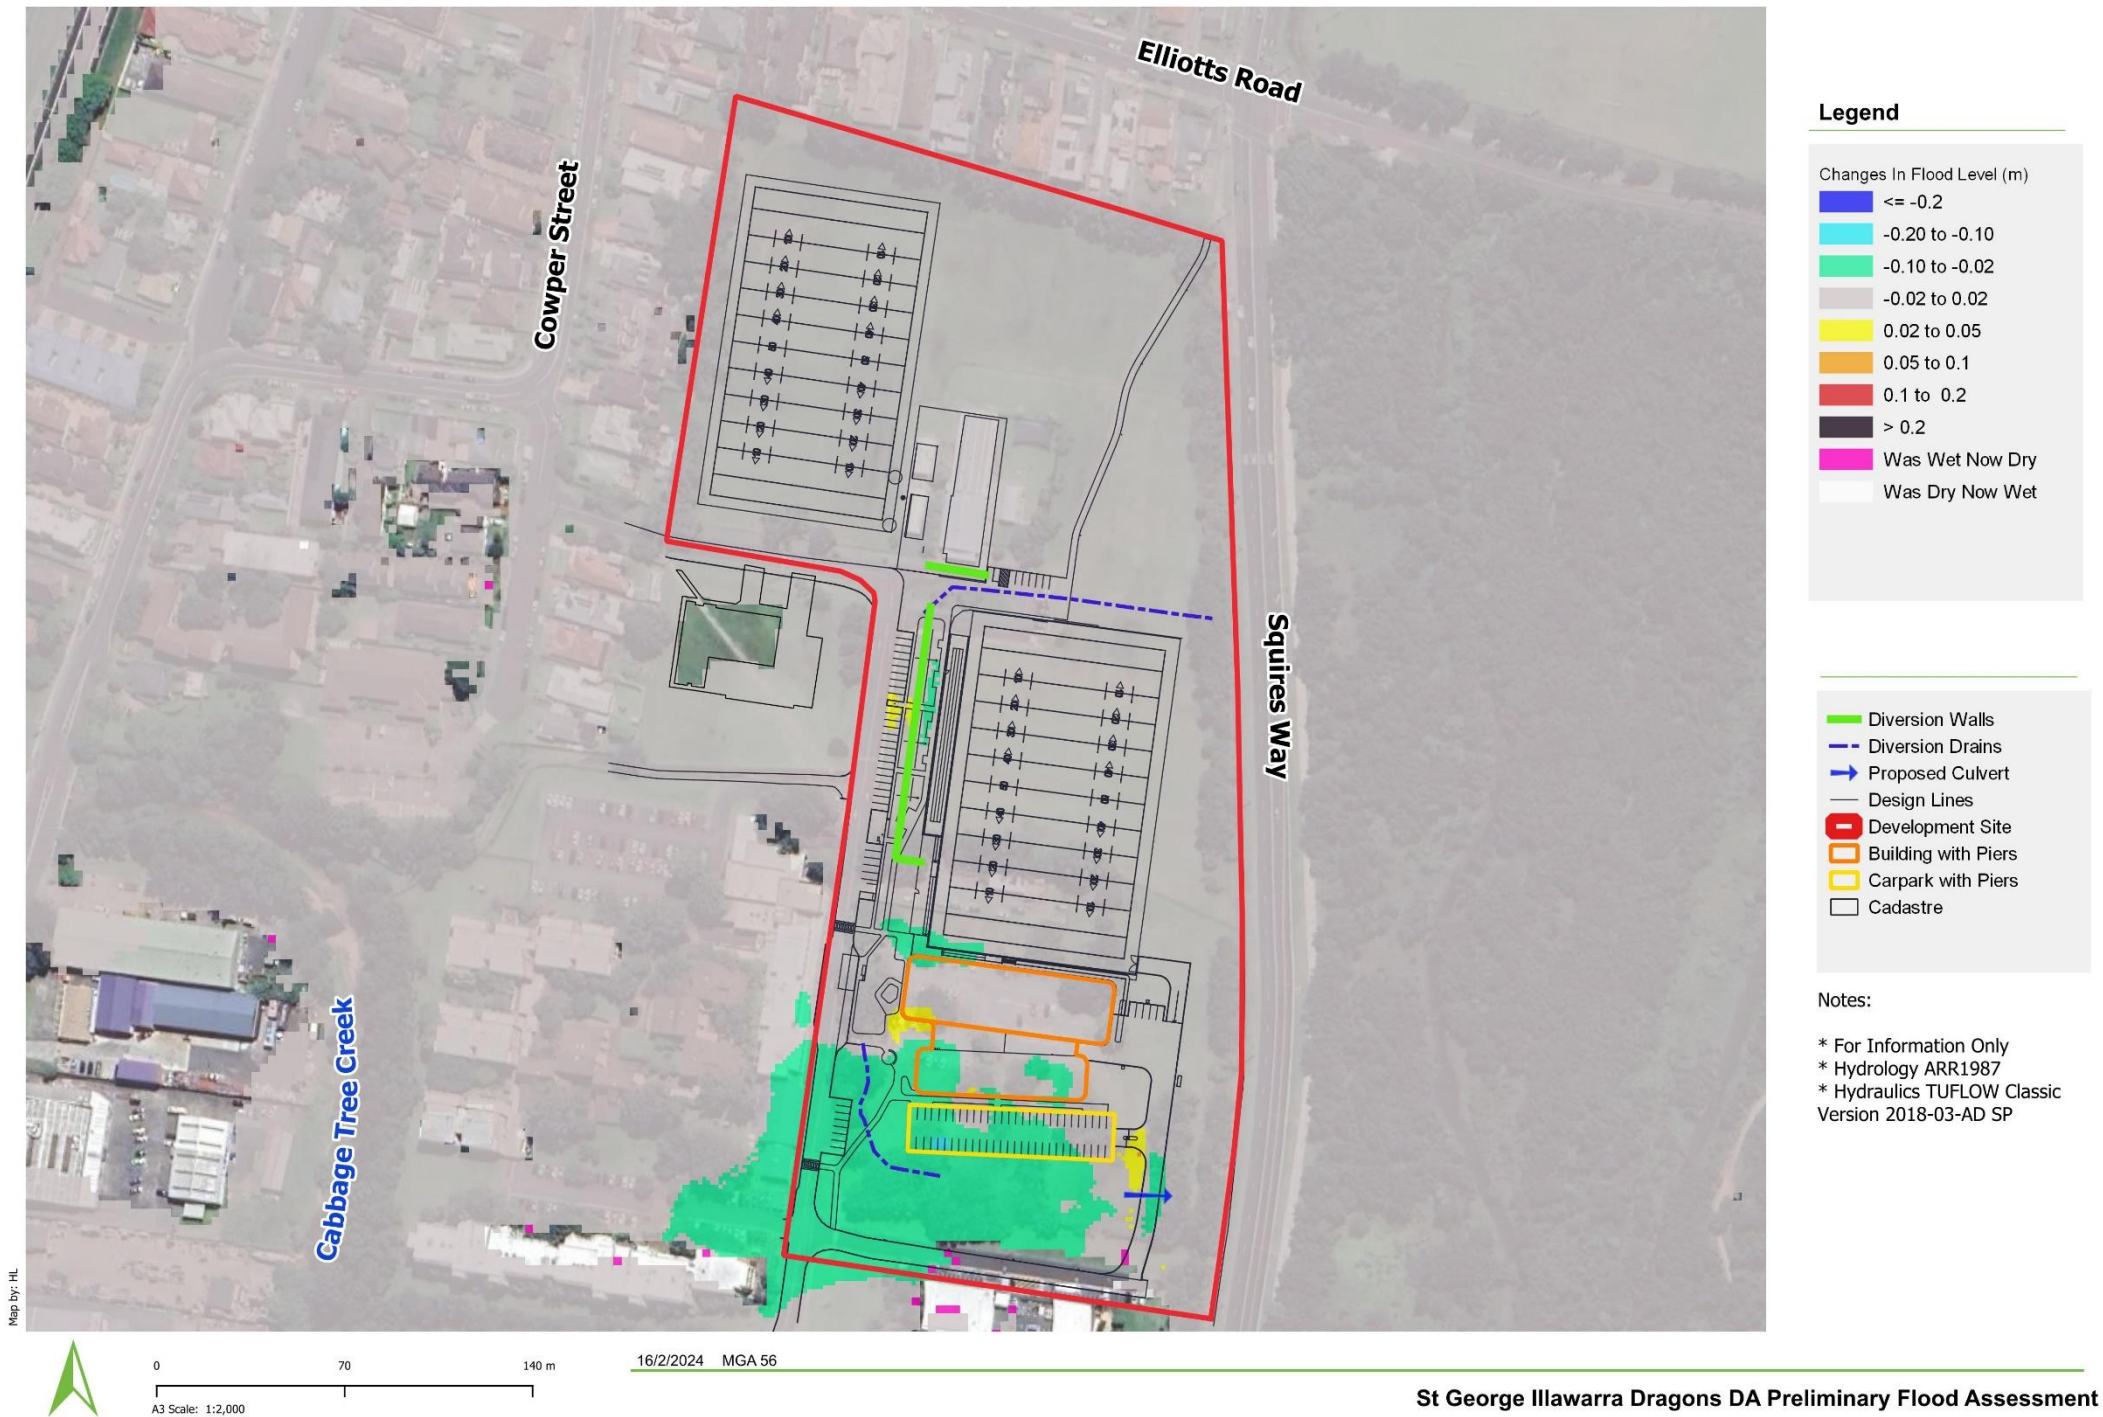 Elliotts Road
Cowper Street
Squires Way
Cabbage Tree Creek
Legend
Changes In Flood Level (m)
<= -0.2
-0.20 to -0.10
-0.10 to -0.02
-0.02 to 0.02
0.02 to 0.05
0.05 to 0.1
0.1 to 0.2
> 0.2
Was Wet Now Dry
Was Dry Now Wet
Diversion Walls
Diversion Drains
Proposed Culvert
Design Lines
Development Site
Building with Piers
Carpark with Piers
Cadastre
Notes:
* For Information Only
* Hydrology ARR1987
* Hydraulics TUFLOW Classic
Version 2018-03-AD SP
Map by: HL
0 70 140 m
A3 Scale: 1:2,000
16/2/2024 MGA 56
St George Illawarra Dragons DA Preliminary Flood Assessment